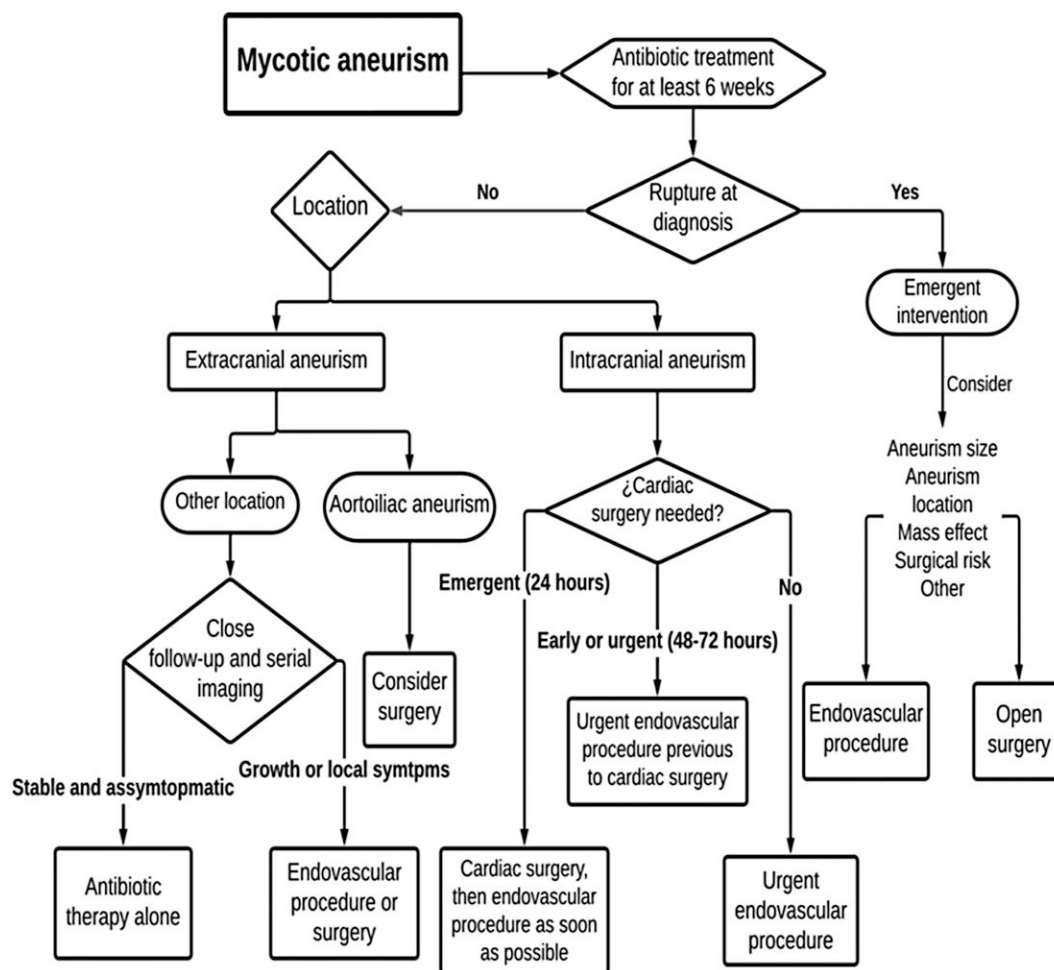 Mycotic aneurism
Antibiotic treatment
for at least 6 weeks
Rupture at
diagnosis
No
Yes
Location
Emergent
intervention
Consider
Aneurism size
Aneurism
location
Mass effect
Surgical risk
Other
Endovascular
procedure
Open
surgery
Extracranial aneurism
Intracranial aneurism
Other location
Aortoiliac aneurism
¿Cardiac
surgery needed?
Emergent (24 hours)
No
Early or urgent (48-72 hours)
Close
follow-up and serial
imaging
Consider
surgery
Urgent endovascular
procedure previous
to cardiac surgery
Stable and assymtopmatic
Growth or local symtpms
Antibiotic
therapy alone
Endovascular
procedure or
surgery
Cardiac surgery,
then endovascular
procedure as soon
as possible
Urgent
endovascular
procedure